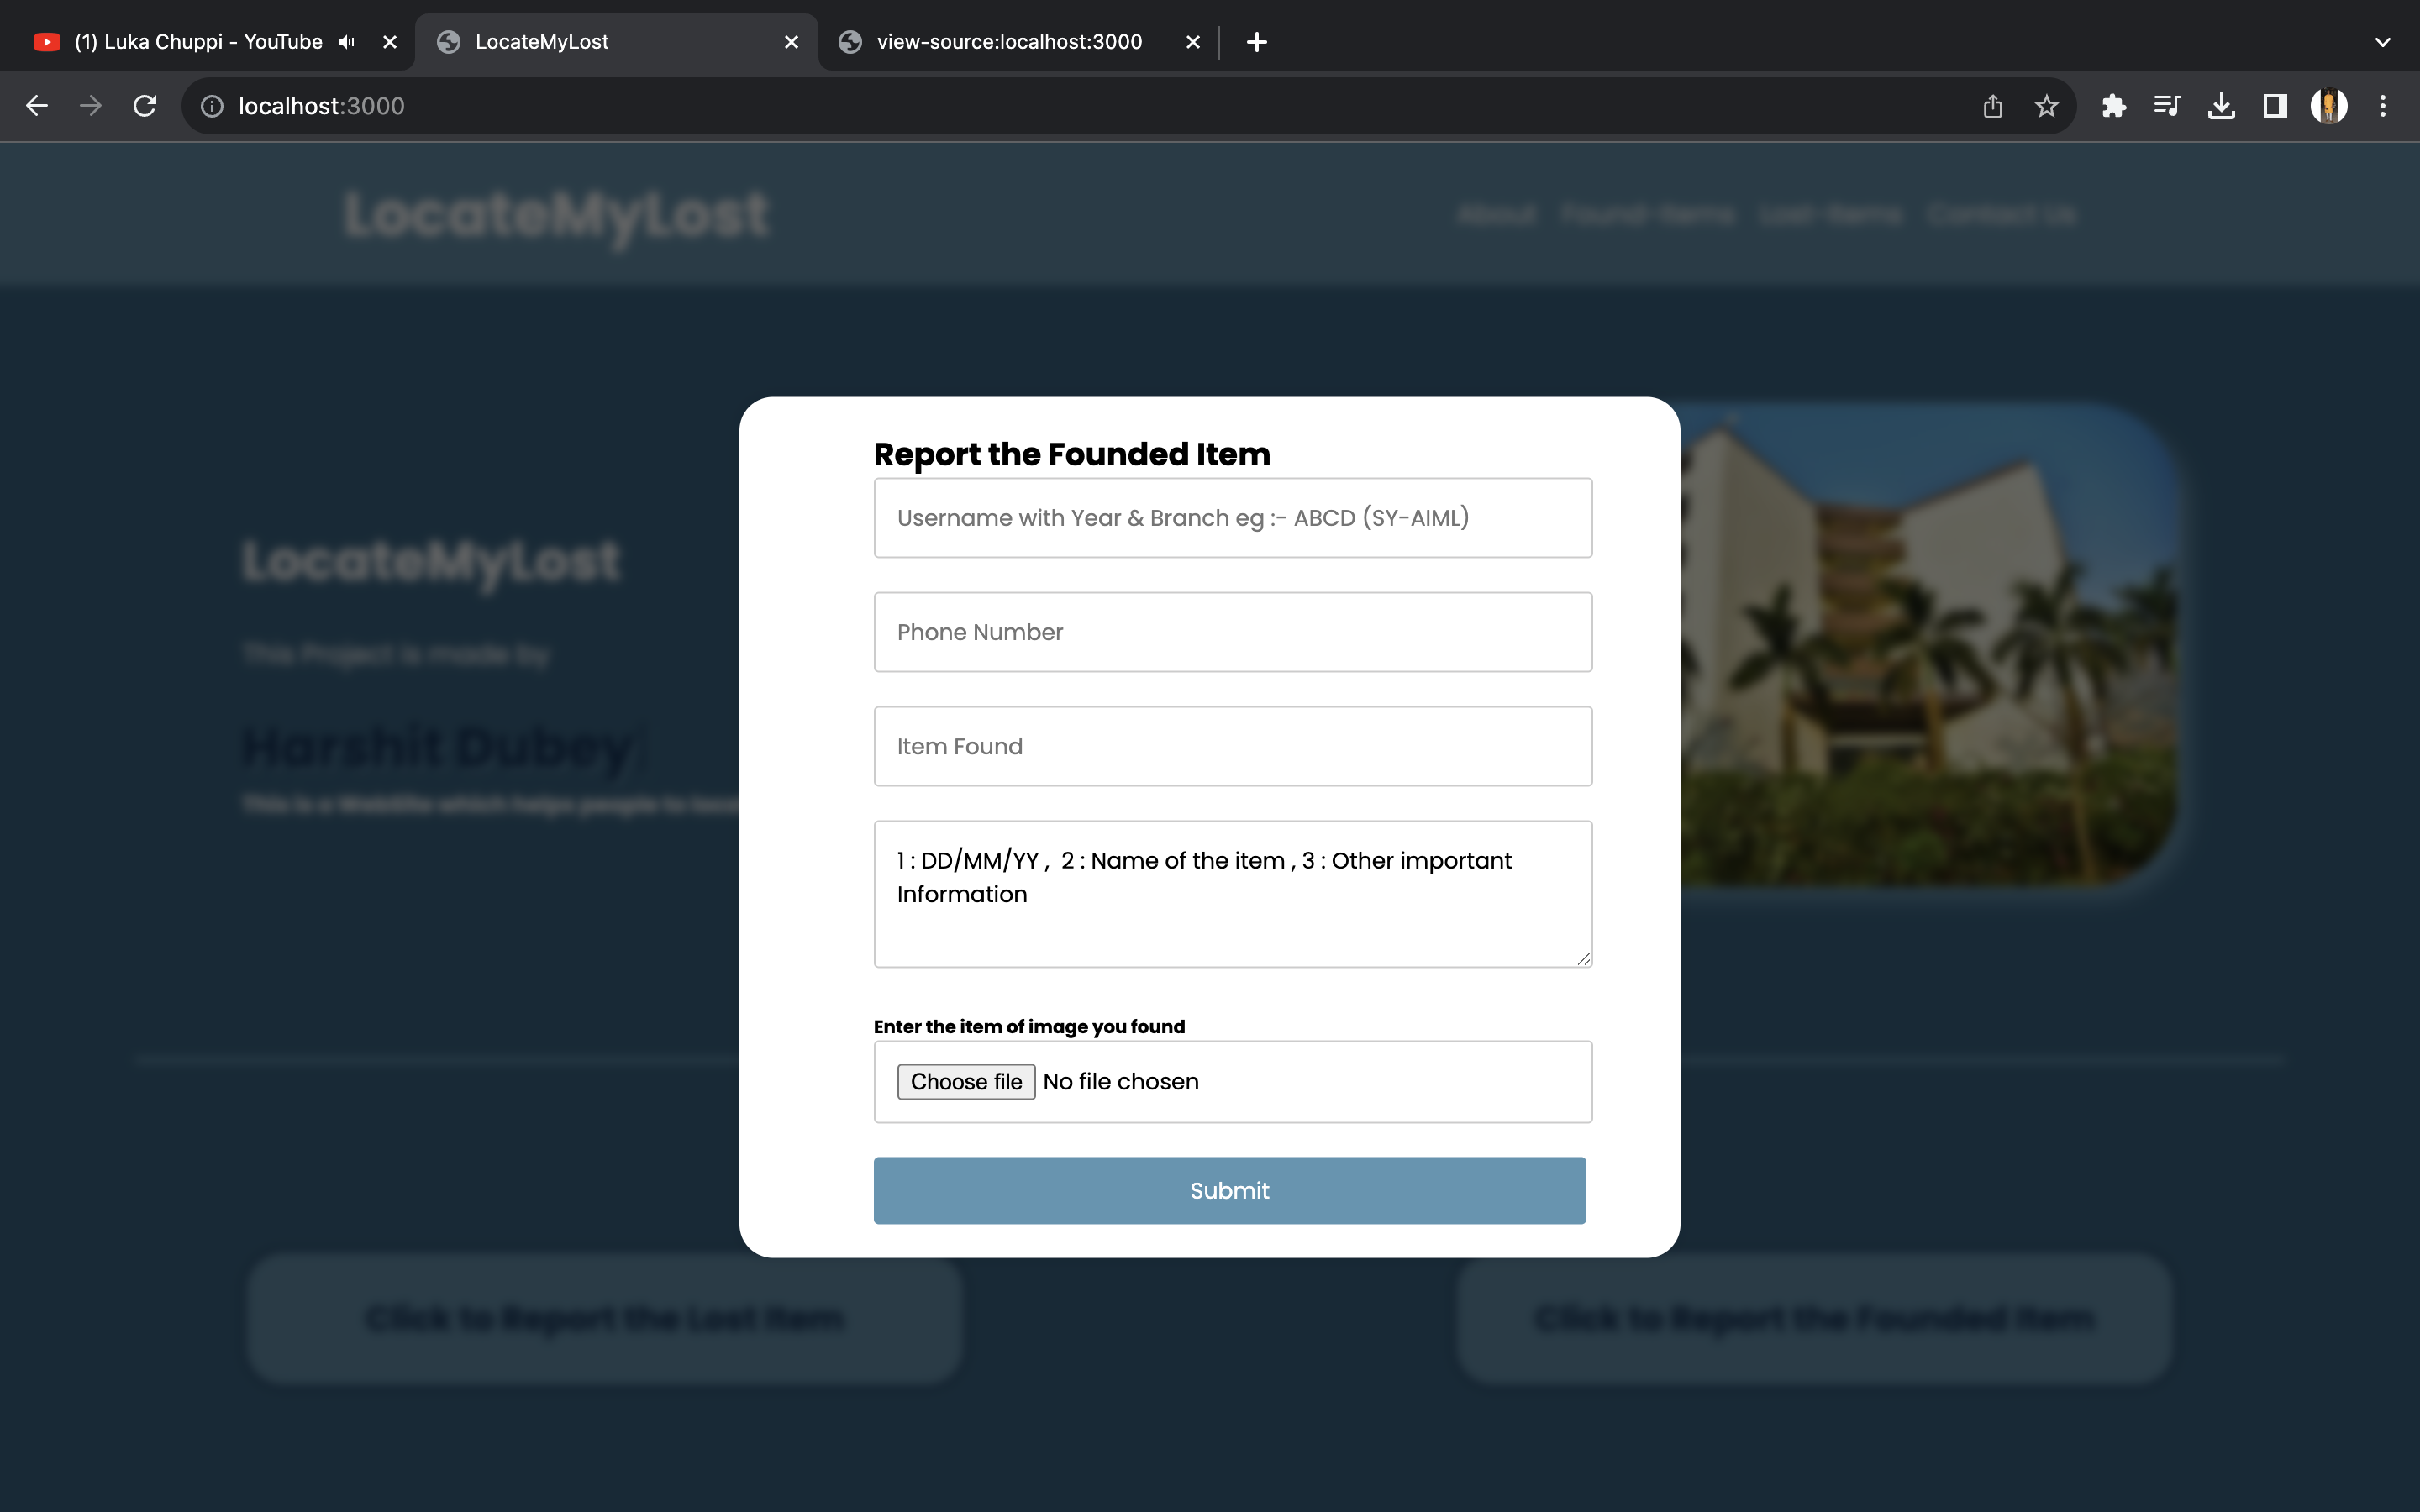 (1) Luka Chuppi - YouTube
LocateMyLost
view-source:localhost:3000
localhost:3000
LocateMyLost
About Found-Items Lost-Items Contact Us
Report the Founded Item
Username with Year & Branch eg :- ABCD (SY-AIML)
LocateMyLost
Phone Number
This Project is made by
Item Found
Harshit Dubey
This is a WebSite which helps people to
1 : DD/MM/YY ,  2 : Name of the item , 3 : Other important
Information
Enter the item of image you found
Choose file No file chosen
Submit
Click to Report the Lost Item
Click to Report the Founded Item